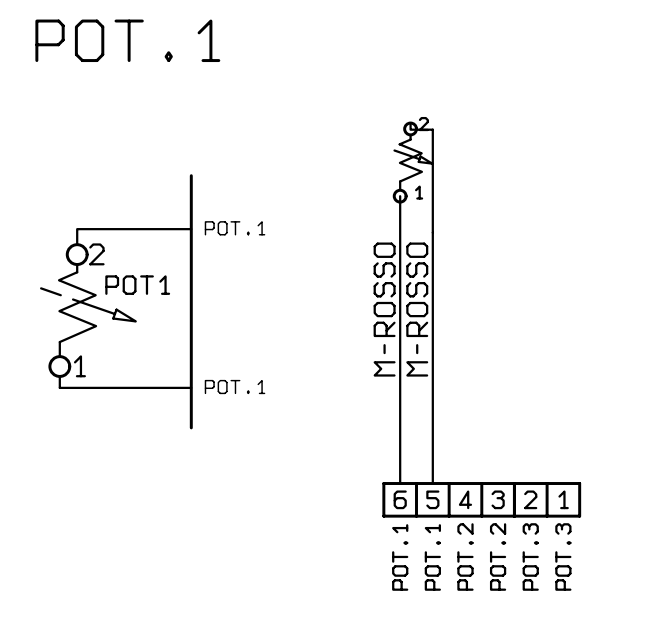 POT.1
2
POT.1
POT1
1
POT.1
2
1
M-ROSSO
M-ROSSO
6 5 4 3 2 1
POT.1
POT.1
POT.2
POT.2
POT.3
POT.3